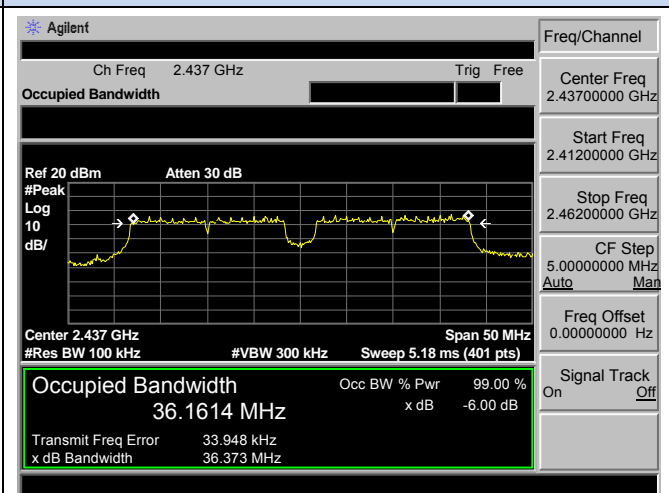 Agilent
Freq/Channel
Ch Freq 2.437 GHz Trig Free
Occupied Bandwidth
Center Freq
2.43700000 GHz
Start Freq
2.41200000 GHz
Ref 20 dBm Atten 30 dB
#Peak
Log
10
dB/
Stop Freq
2.46200000 GHz
CF Step
5.00000000 MHz
Auto Man
Freq Offset
0.00000000 Hz
Center 2.437 GHz Span 50 MHz
#Res BW 100 kHz #VBW 300 kHz Sweep 5.18 ms (401 pts)
Signal Track
On Off
Occupied Bandwidth Occ BW % Pwr 99.00 %
36.1614 MHz x dB -6.00 dB
Transmit Freq Error 33.948 kHz
x dB Bandwidth 36.373 MHz